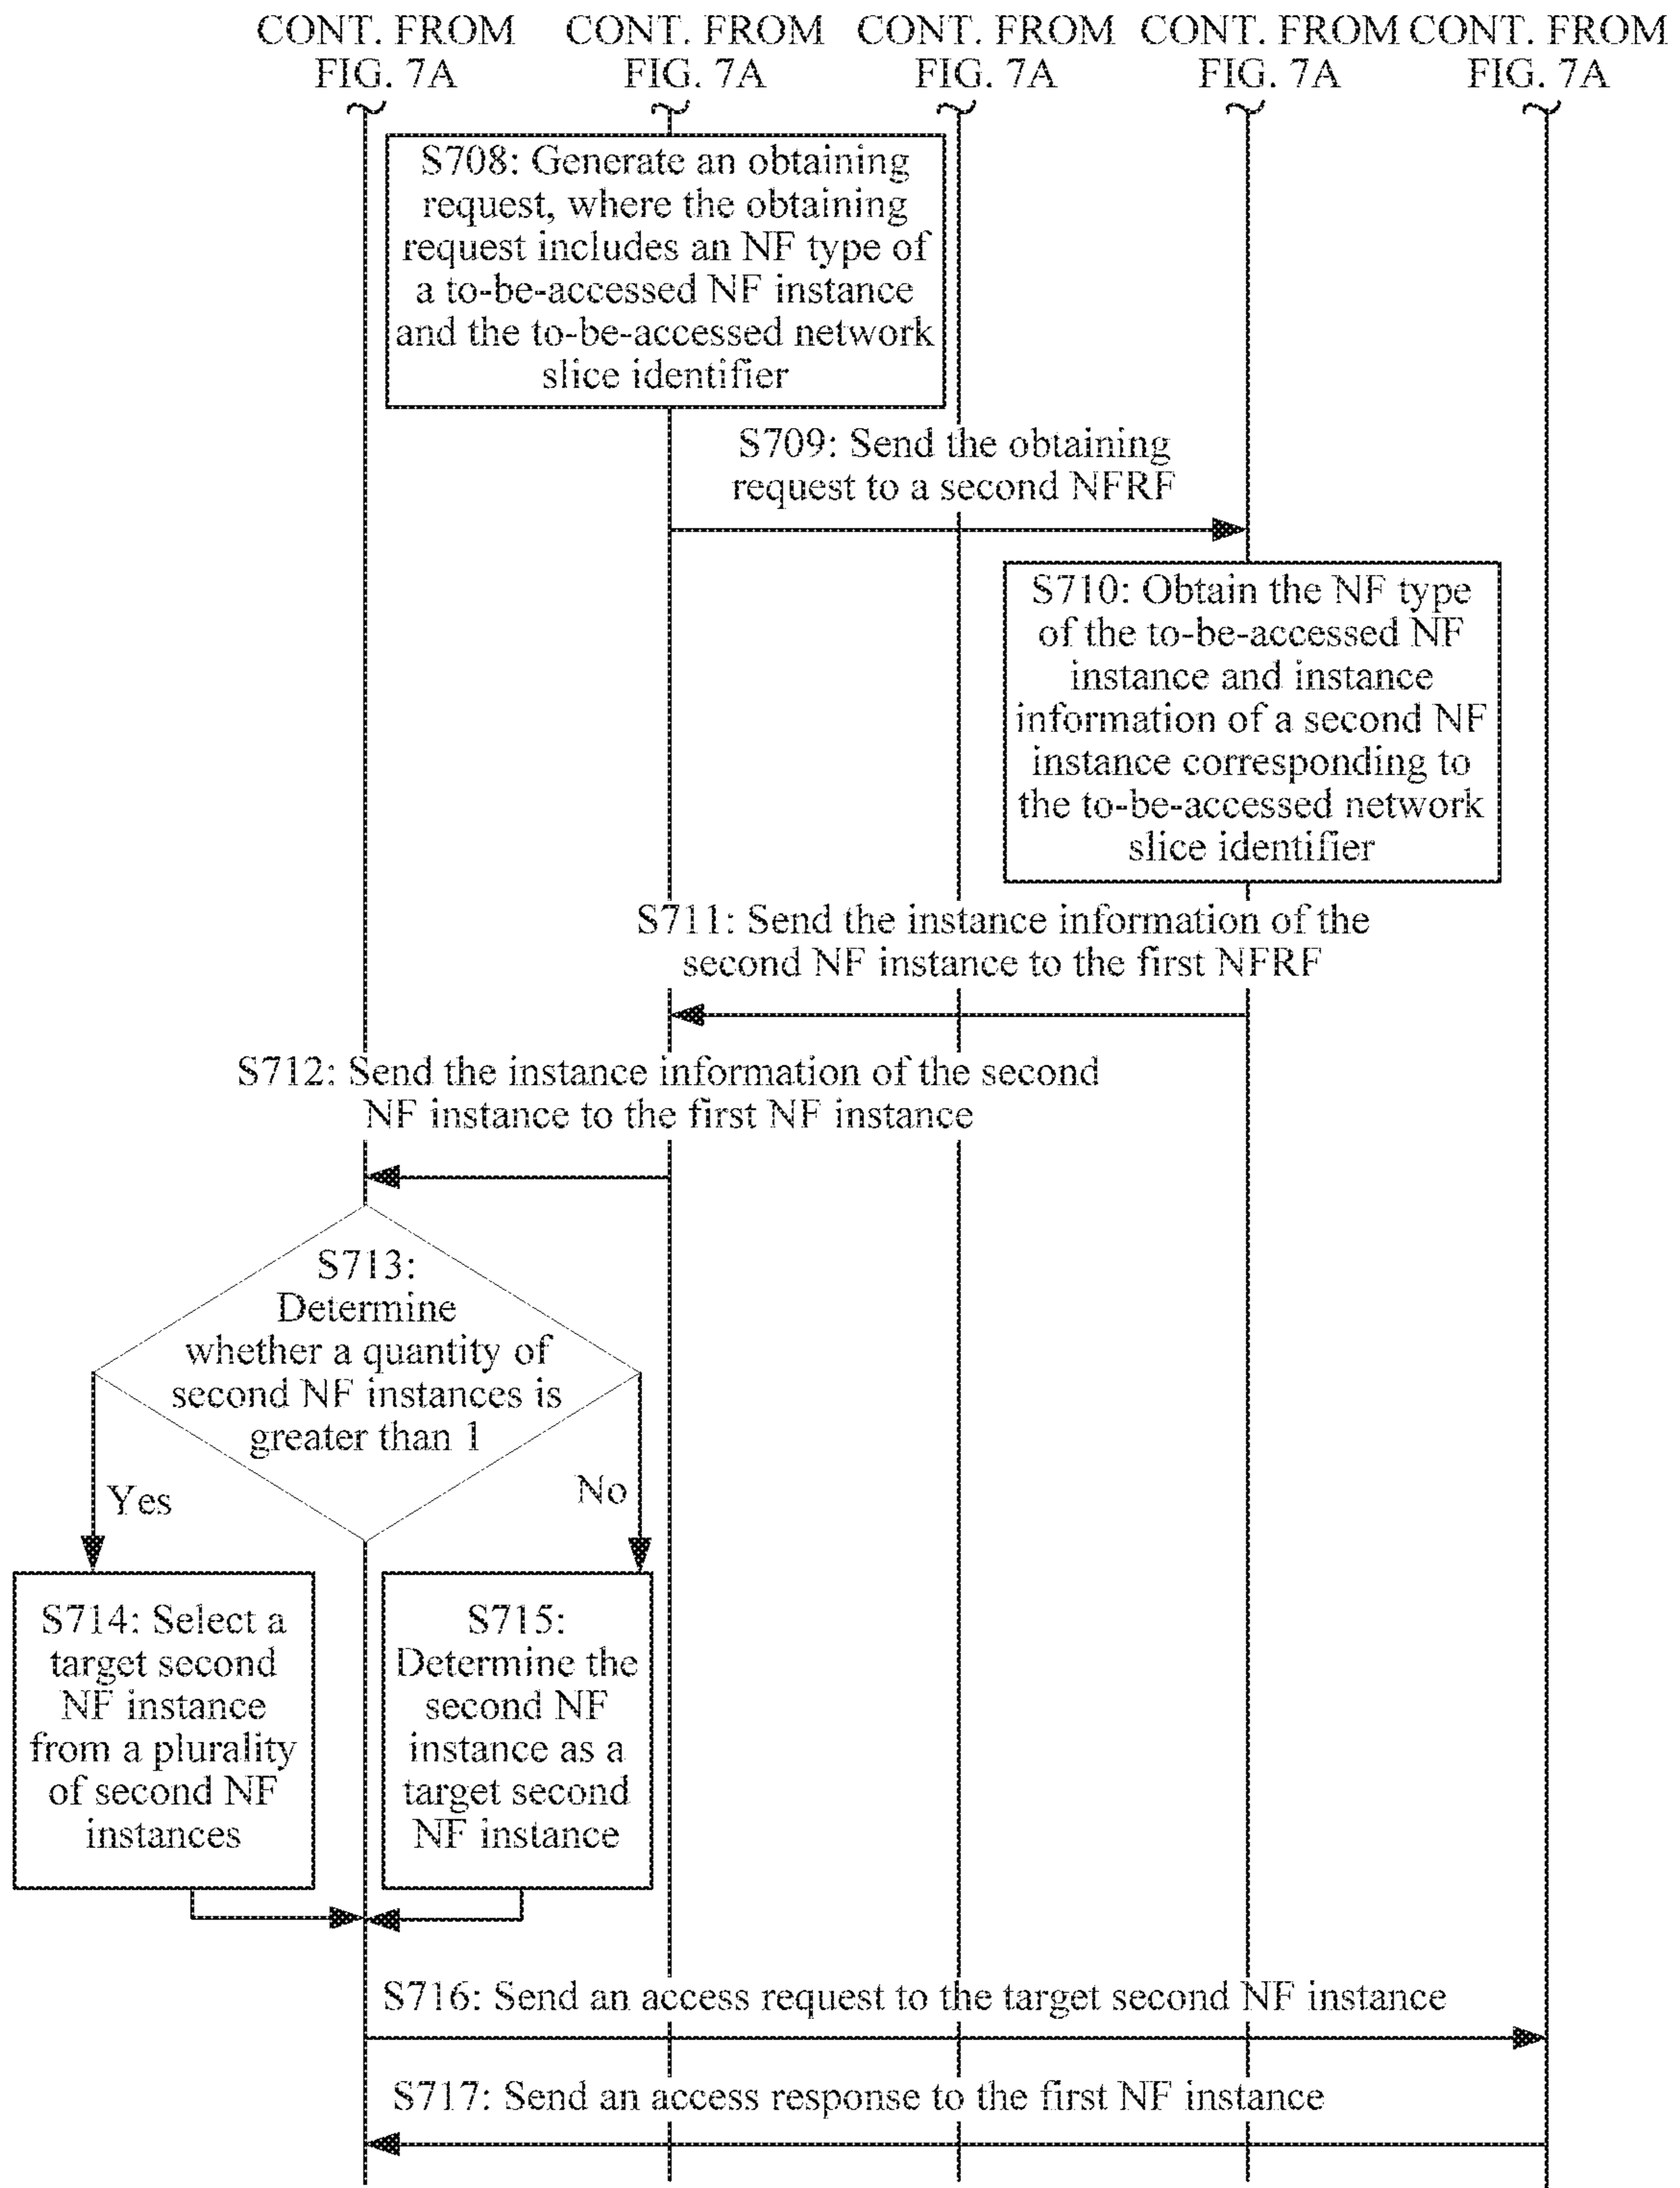 CONT. FROM
FIG. 7A
CONT. FROM
FIG. 7A
CONT. FROM
FIG. 7A
CONT. FROM
FIG. 7A
CONT. FROM
FIG. 7A
S708: Generate an obtaining
request, where the obtaining
request includes an NF type of
a to-be-accessed NF instance
and the to-be-accessed network
slice identifier
S709: Send the obtaining
request to a second NFRF
S710: Obtain the NF type
of the to-be-accessed NF
instance and instance
information of a second NF
instance corresponding to
the to-be-accessed network
slice identifier
S711: Send the instance information of the
second NF instance to the first NFRF
S712: Send the instance information of the second
NF instance to the first NF instance
S713:
Determine
whether a quantity of
second NF instances is
greater than 1
Yes
No
S714: Select a
target second
NF instance
from a plurality
of second NF
instances
S715:
Determine the
second NF
instance as a
target second
NF instance
S716: Send an access request to the target second NF instance
S717: Send an access response to the first NF instance